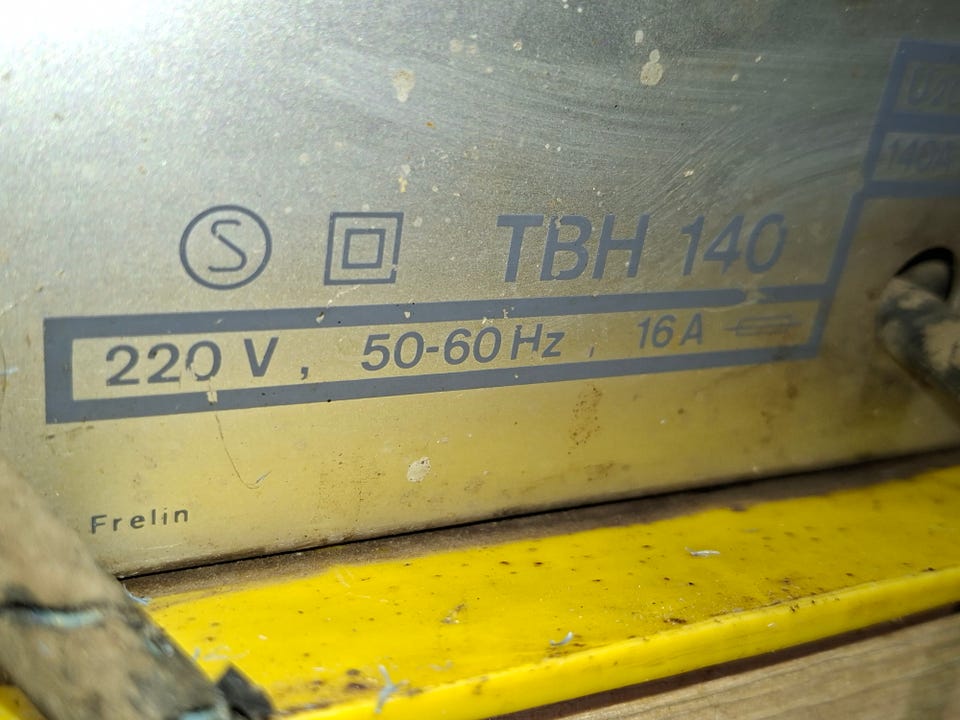 S TBH 140
220 V, 50-60 Hz, 16 A
Frelin